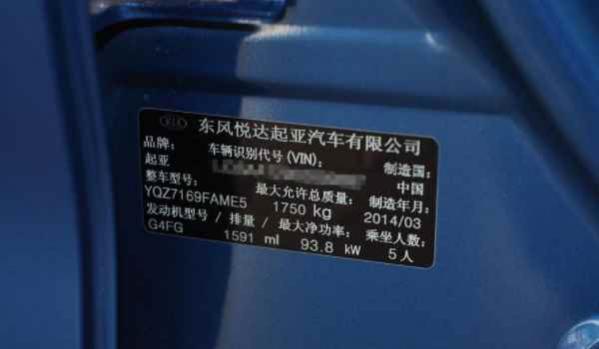 KIA 东风悦达起亚汽车有限公司
品牌: 车辆识别代号(VIN): 制造国:
起亚 中国
整车型号: 最大允许总质量: 制造年月:
YQZ7169FAME5 1750 kg 2014/03
发动机型号 / 排量 / 最大净功率: 乘坐人数:
G4FG 1591 ml 93.8 kW 5人